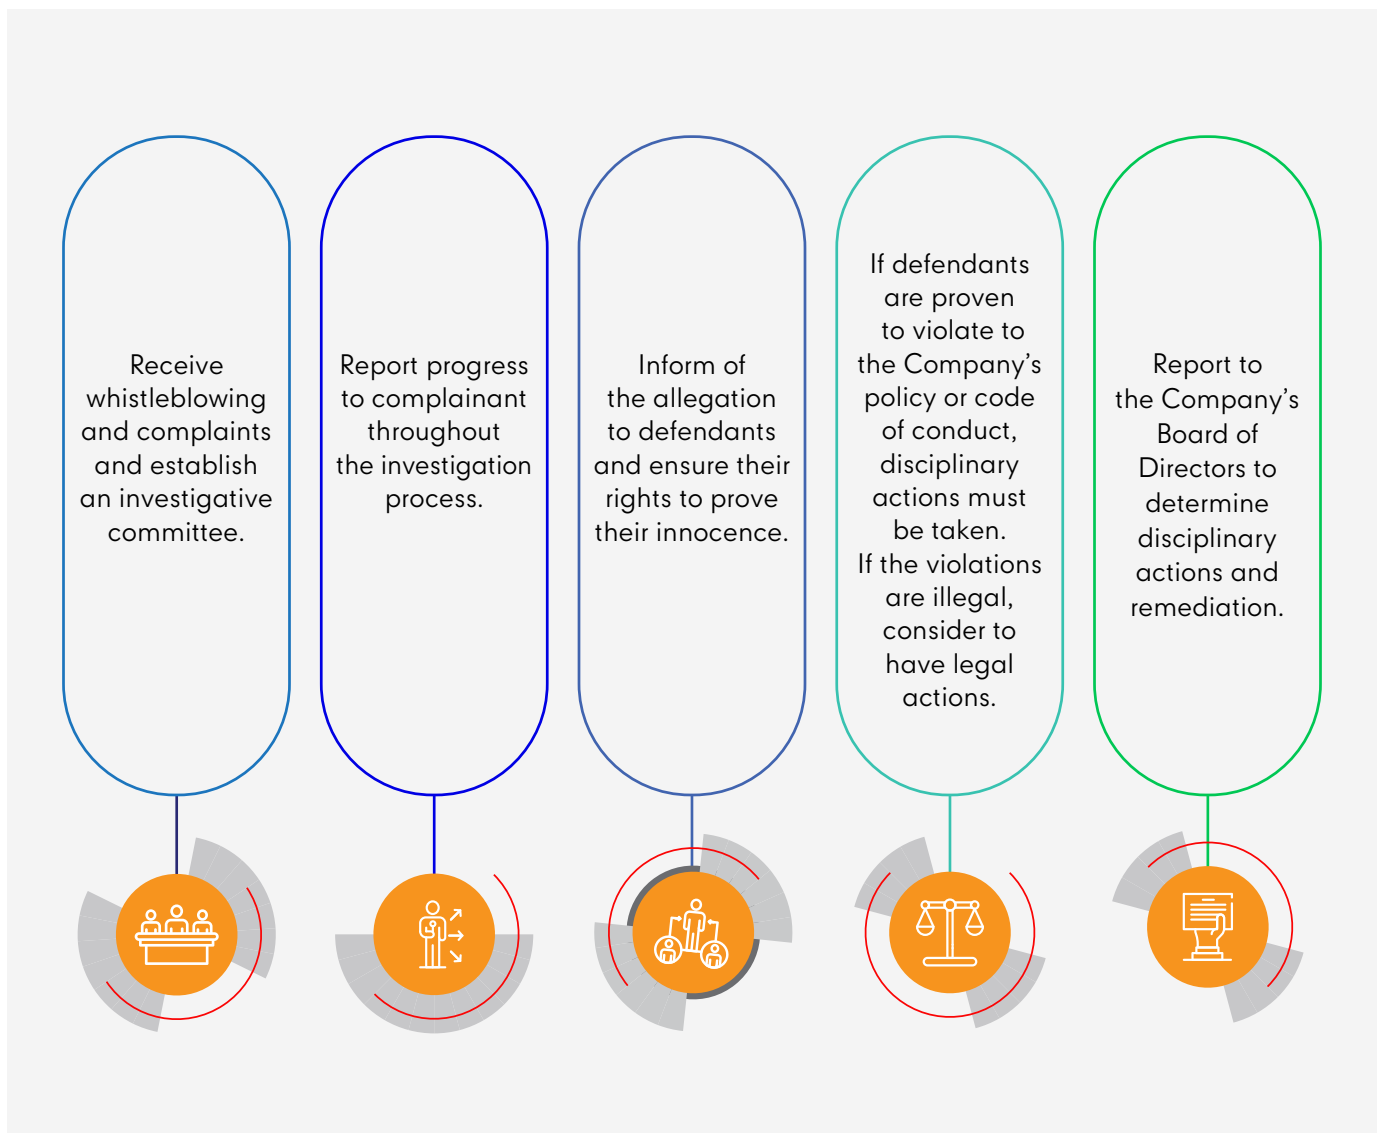 Receive
whistleblowing
and complaints
and establish
an investigative
committee.
Report progress
to complainant
throughout
the investigation
process.
Inform of
the allegation
to defendants
and ensure their
rights to prove
their innocence.
If defendants
are proven
to violate to
the Company’s
policy or code
of conduct,
disciplinary
actions must
be taken.
If the violations
are illegal,
consider to
have legal
actions.
Report to
the Company’s
Board of
Directors to
determine
disciplinary
actions and
remediation.